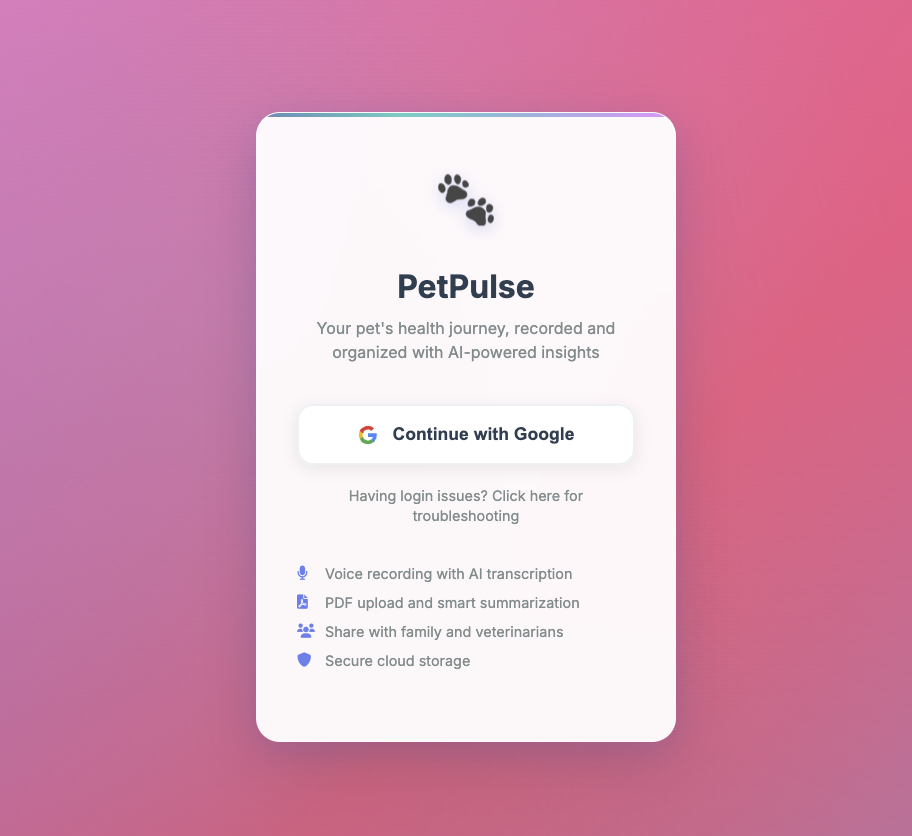 PetPulse
Your pet's health journey, recorded and
organized with AI-powered insights
Continue with Google
Having login issues? Click here for
troubleshooting
Voice recording with AI transcription
PDF upload and smart summarization
Share with family and veterinarians
Secure cloud storage